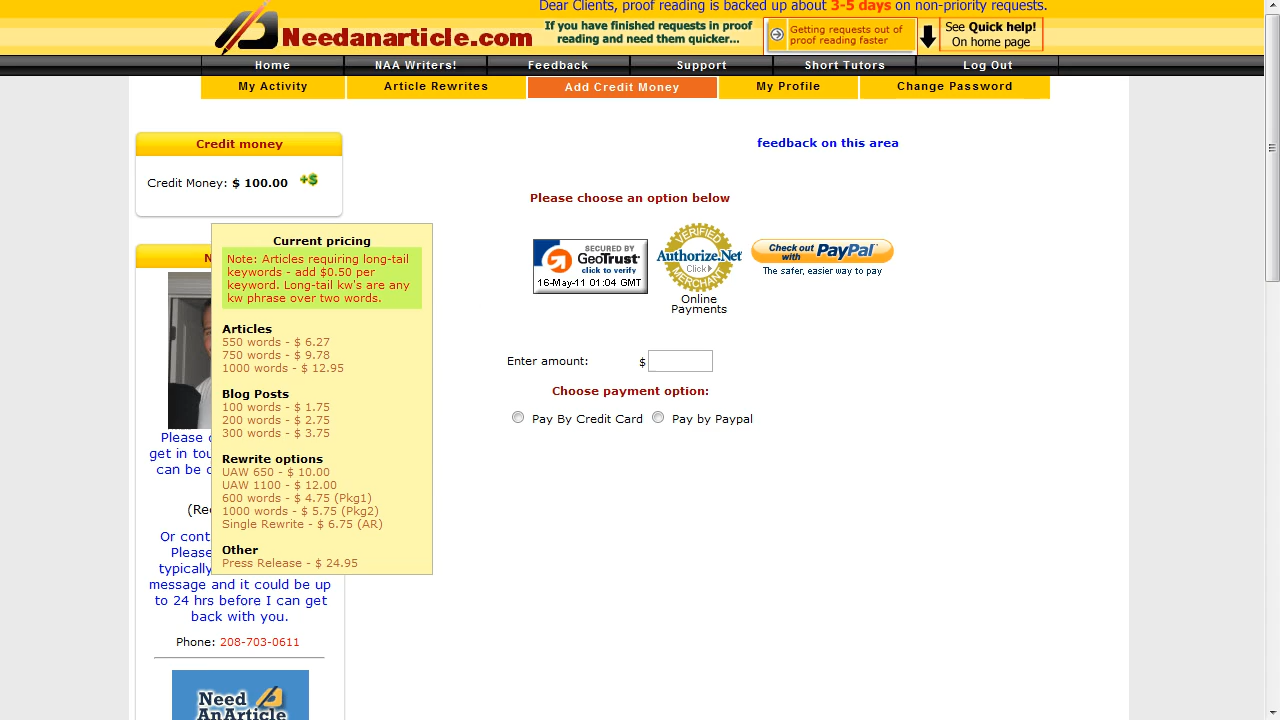 Dear Clients, proof reading is backed up about 3-5 days on non-priority requests.
Needanarticle.com
If you have finished requests in proof
reading and need them quicker...
Getting requests out of
proof reading faster
See Quick help!
On home page
Home NAA Writers! Feedback Support Short Tutors Log Out
My Activity Article Rewrites Add Credit Money My Profile Change Password
Credit money
Credit Money: $ 100.00 +$
feedback on this area
Please choose an option below
SECURED BY
GeoTrust
click to verify
16-May-11 01:04 GMT
VERIFIED
Authorize.Net
Click
MERCHANT
Online
Payments
Check out
with PayPal
The safer, easier way to pay
Enter amount: $
Choose payment option:
Pay By Credit Card Pay by Paypal
Current pricing
Note: Articles requiring long-tail
keywords - add $0.50 per
keyword. Long-tail kw's are any
kw phrase over two words.
Articles
550 words - $ 6.27
750 words - $ 9.78
1000 words - $ 12.95
Blog Posts
100 words - $ 1.75
200 words - $ 2.75
300 words - $ 3.75
Rewrite options
UAW 650 - $ 10.00
UAW 1100 - $ 12.00
600 words - $ 4.75 (Pkg1)
1000 words - $ 5.75 (Pkg2)
Single Rewrite - $ 6.75 (AR)
Other
Press Release - $ 24.95
Please
get in
can be
Or
Please
typically
message and it could be up
to 24 hrs before I can get
back with you.
Phone: 208-703-0611
Need
AnArticle